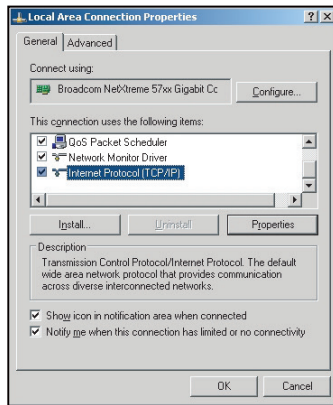 Local Area Connection Properties
General
Advanced
Connect using:
Broadcom NetXtreme 57xx Gigabit Cc
Configure...
This connection uses the following items:
QoS Packet Scheduler
Network Monitor Driver
Internet Protocol (TCP/IP)
Install...
Uninstall
Properties
Description
Transmission Control Protocol/Internet Protocol. The default
wide area network protocol that provides communication
across diverse interconnected networks.
Show icon in notification area when connected
Notify me when this connection has limited or no connectivity
OK
Cancel